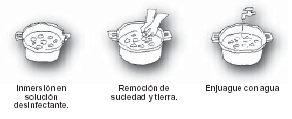 Inmersión en
solución
desinfectante.
Remoción de
suciedad y tierra.
Enjuague con agua